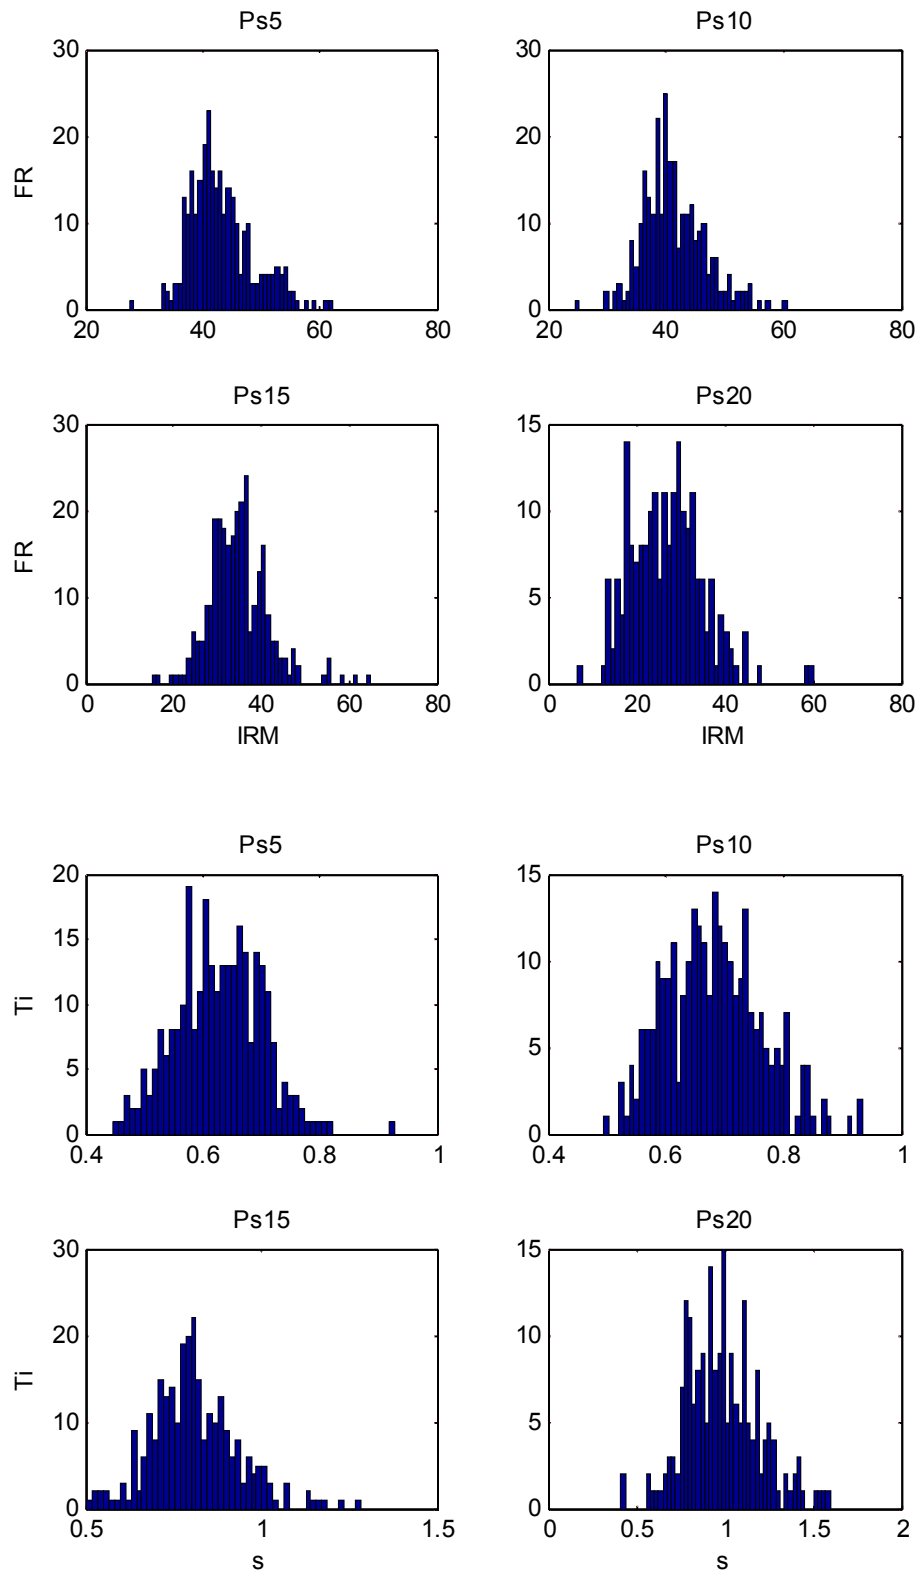 Ps5 Ps10
30 30
20 20
FR
10 10
0 0
20 40 60 80 20 40 60 80
Ps15 Ps20
30 15
20 10
FR
10 5
0 0
0 20 40 60 80 0 20 40 60 80
IRM IRM
Ps5 Ps10
20 15
15
10
10
Ti
5
5
0 0
0.4 0.6 0.8 1 0.4 0.6 0.8 1
Ps15 Ps20
30 15
20 10
Ti
10 5
0 0
0.5 1 1.5 0 0.5 1 1.5 2
s s